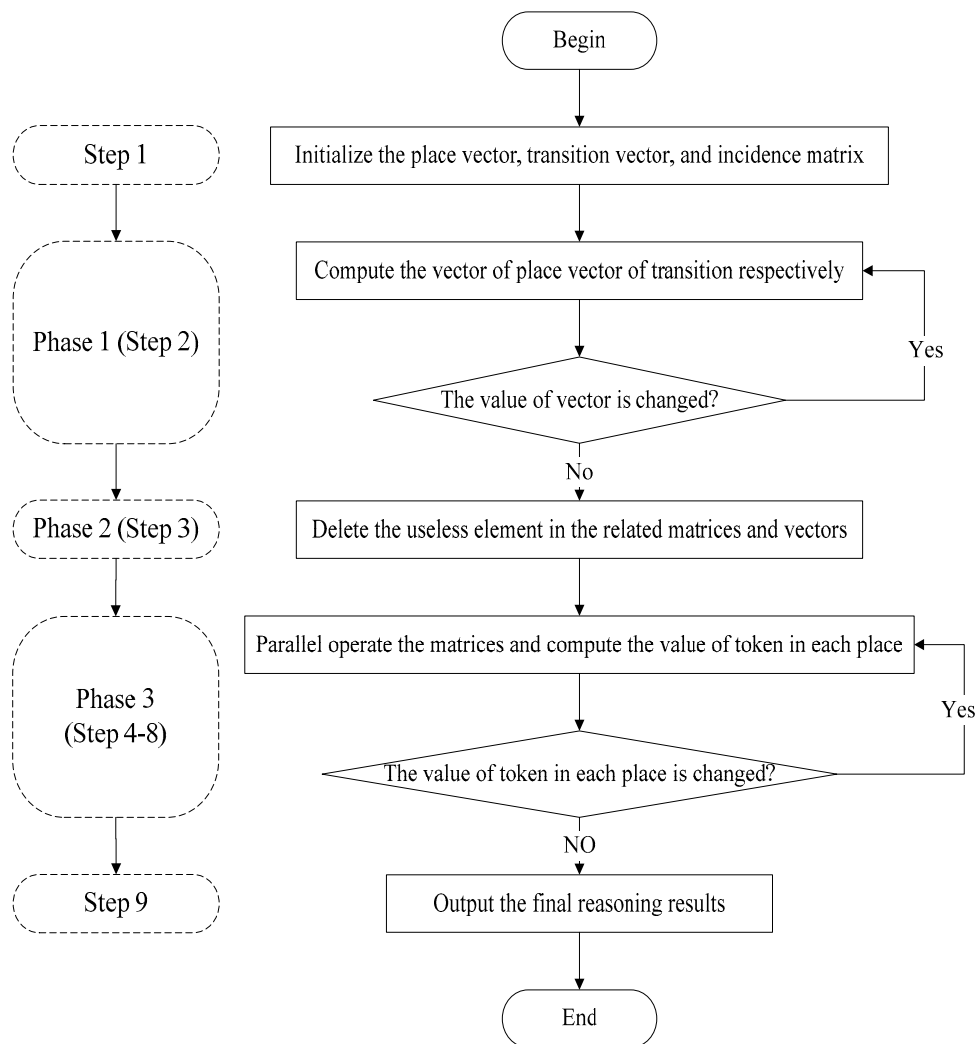 Begin
Step 1
Initialize the place vector, transition vector, and incidence matrix
Compute the vector of place vector of transition respectively
Phase 1 (Step 2)
Yes
The value of vector is changed?
No
Phase 2 (Step 3)
Delete the useless element in the related matrices and vectors
Parallel operate the matrices and compute the value of token in each place
Phase 3
(Step 4-8)
Yes
The value of token in each place is changed?
NO
Step 9
Output the final reasoning results
End